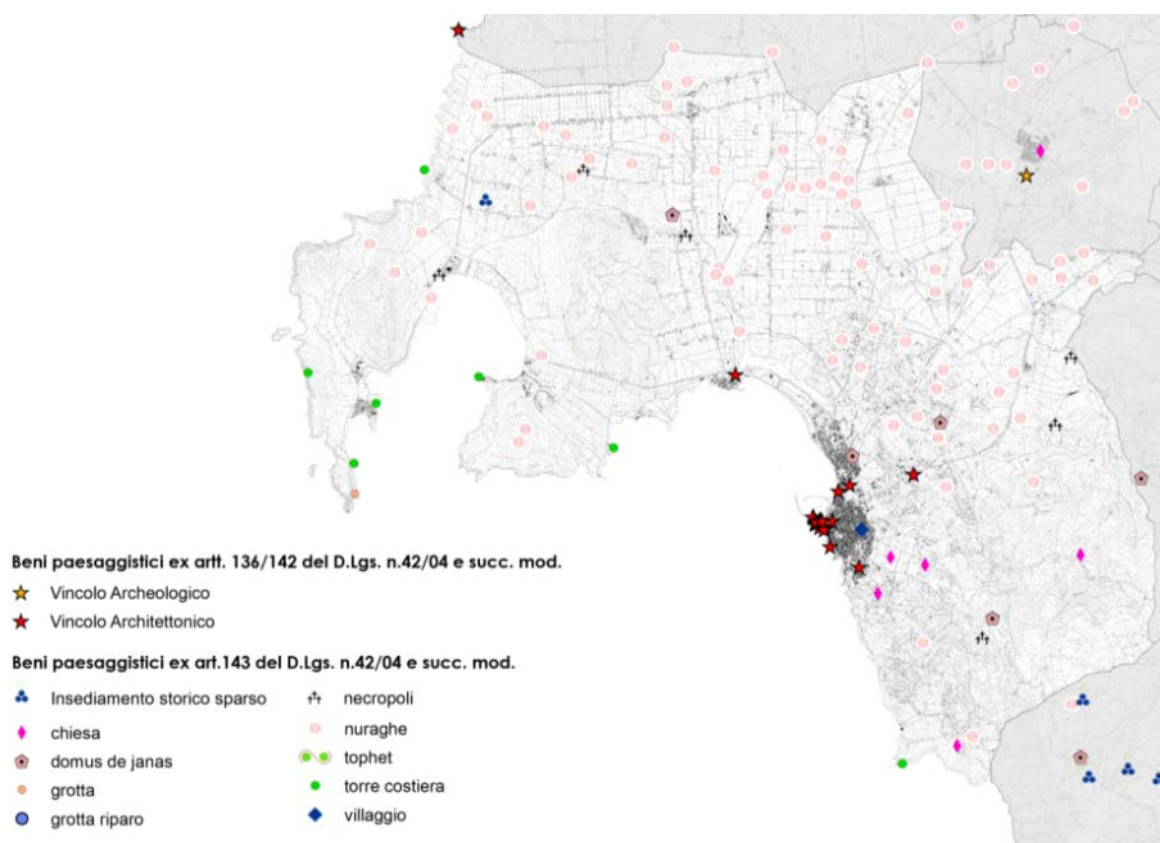 Beni paesaggistici ex artt. 136/142 del D.Lgs. n.42/04 e succ. mod.
Vincolo Archeologico
Vincolo Architettonico
Beni paesaggistici ex art.143 del D.Lgs. n.42/04 e succ. mod.
Insediamento storico sparso
chiesa
domus de janas
grotta
grotta riparo
necropoli
nuraghe
tophet
torre costiera
villaggio